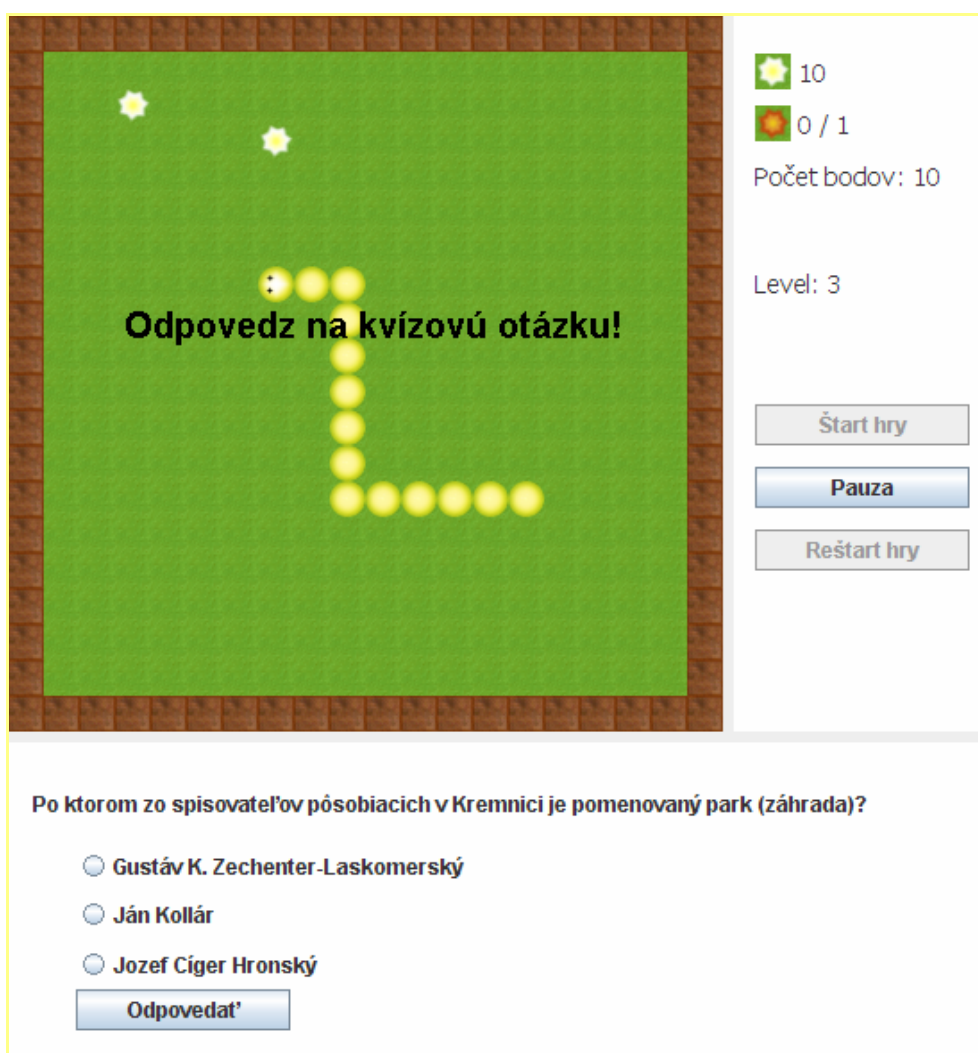 10
0 / 1
Počet bodov: 10
Level: 3
Odpovedz na kvízovú otázku!
Štart hry
Pauza
Reštart hry
Po ktorom zo spisovateľov pôsobiacich v Kremnici je pomenovaný park (záhrada)?
Gustáv K. Zechenter-Laskomerský
Ján Kollár
Jozef Cíger Hronský
Odpovedať